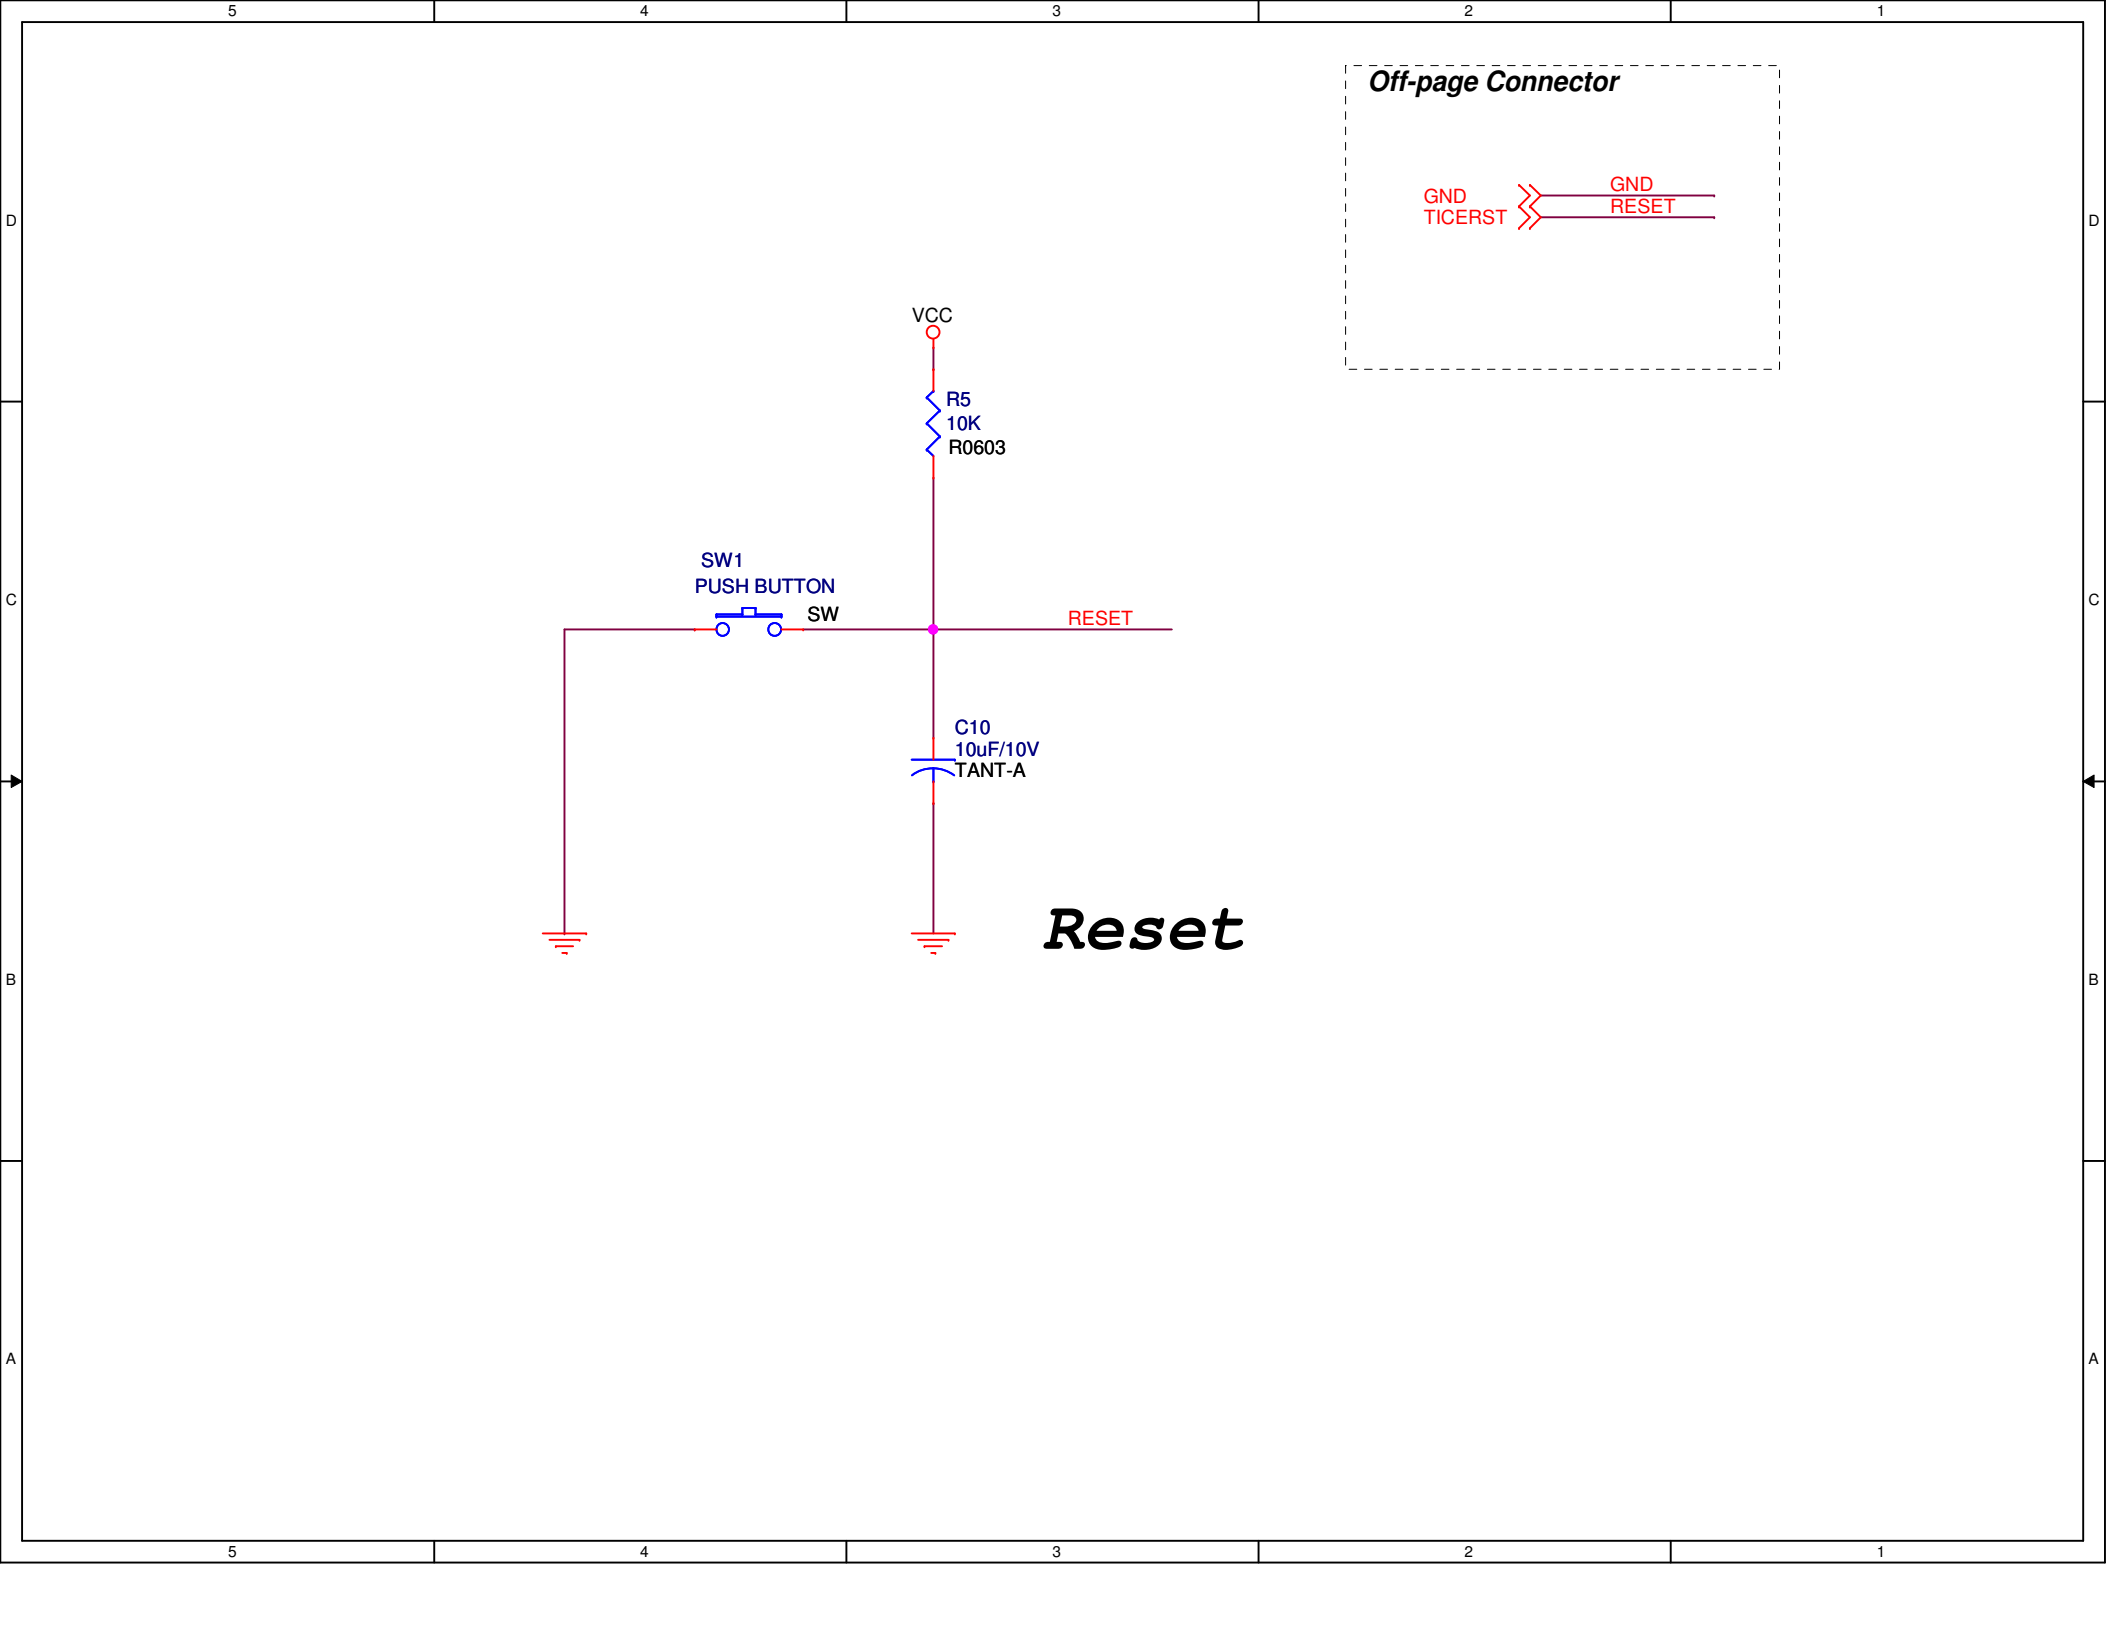 5 4 3 2 1
Off-page Connector
GND GND
TICERST RESET
D D
VCC
R5
10K
R0603
SW1
PUSH BUTTON
SW
RESET
C C
C10
10uF/10V
TANT-A
Reset
B B
A A
5 4 3 2 1